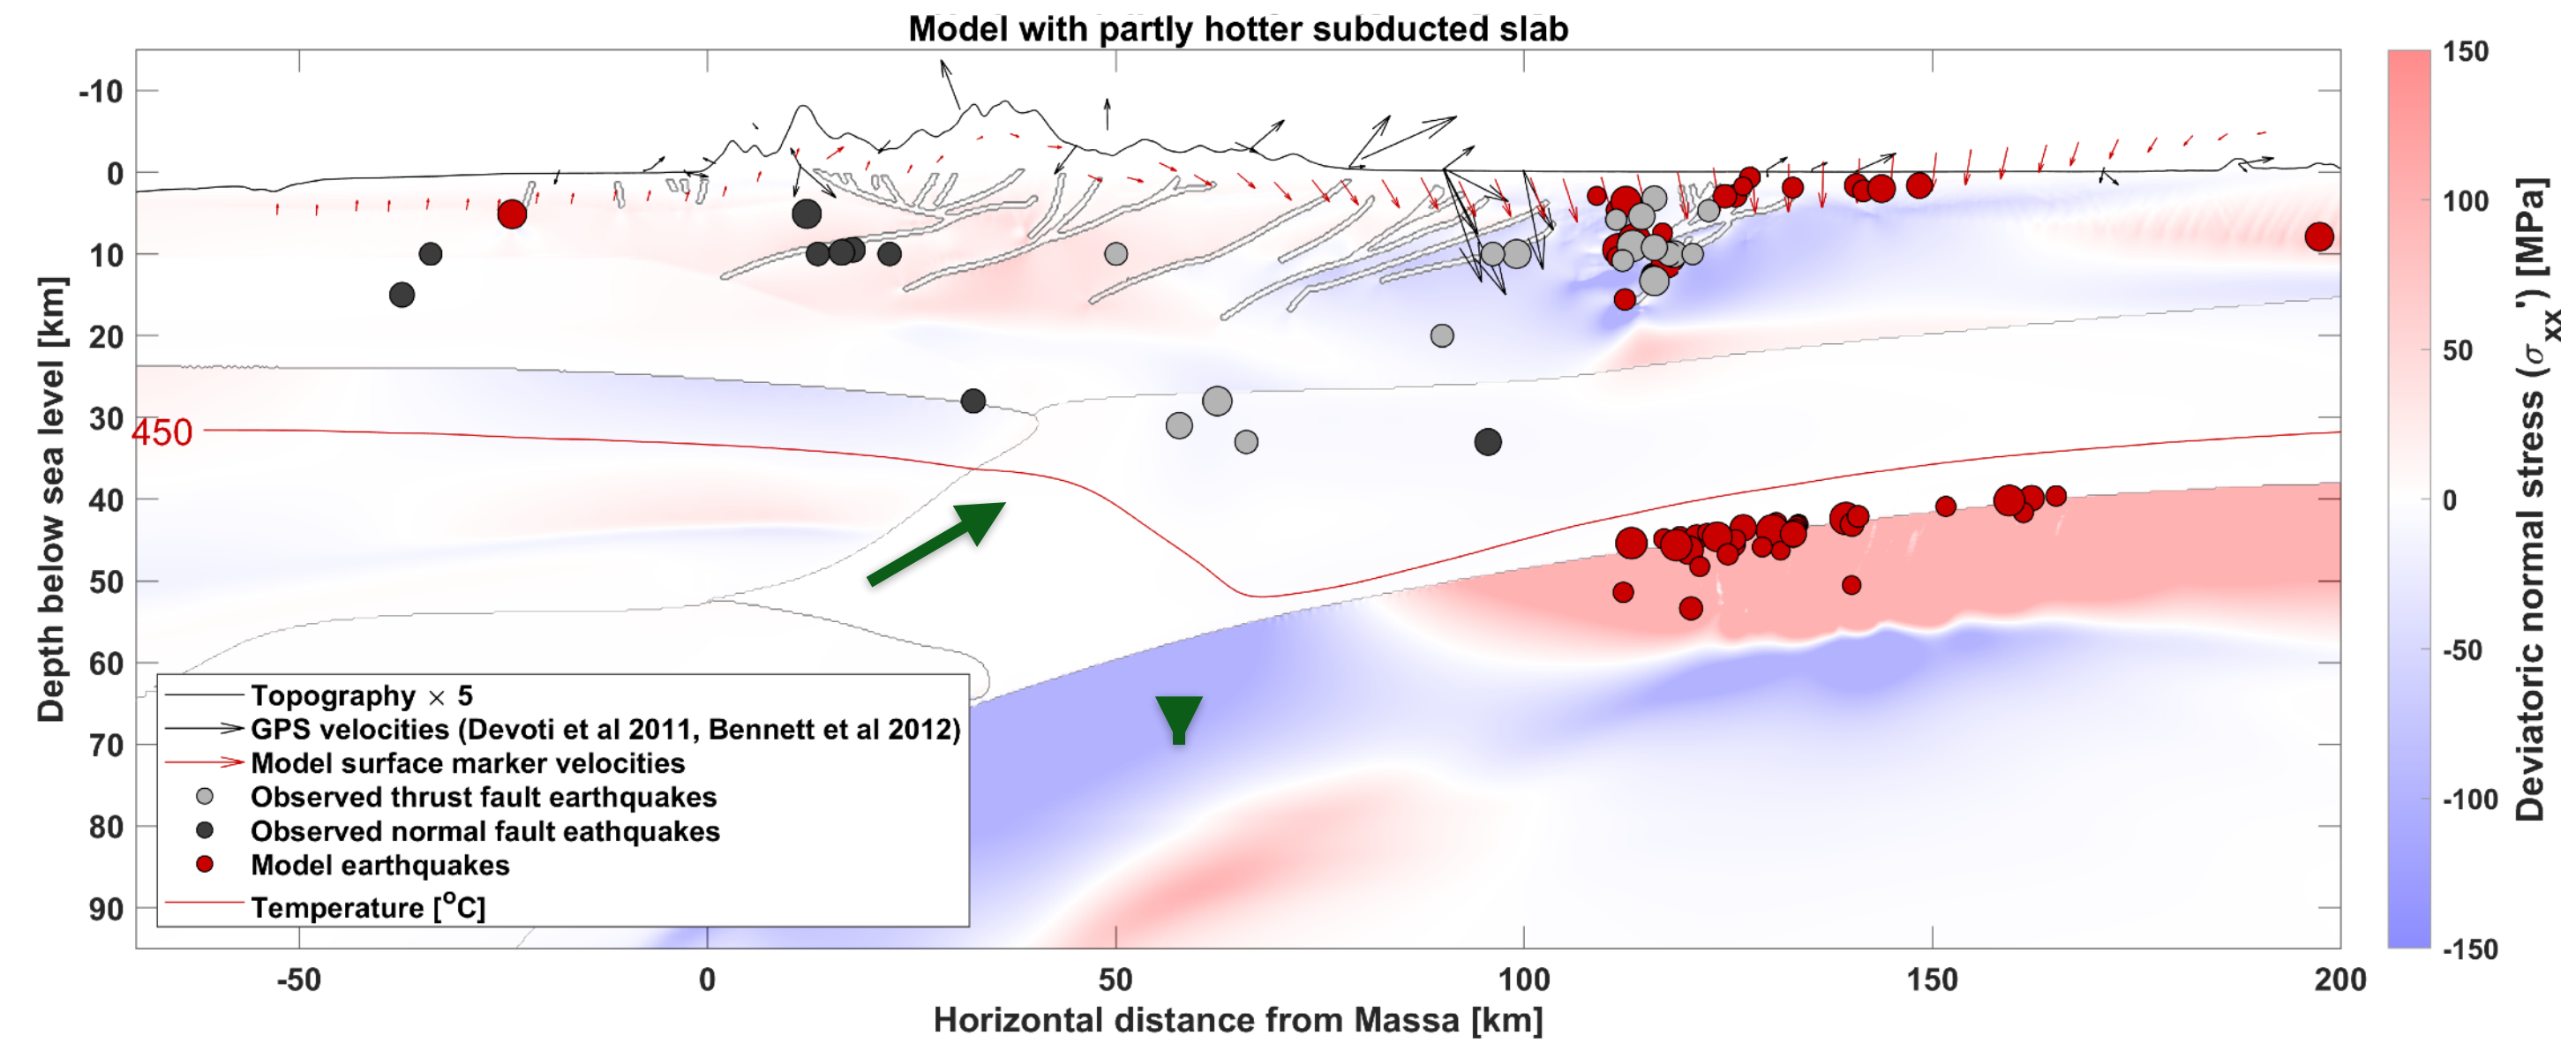 Model with partly hotter subducted slab
-10
0
10
20
30
40
50
60
70
80
90
Depth below sea level [km]
450
Topography × 5
GPS velocities (Devoti et al 2011, Bennett et al 2012)
Model surface marker velocities
Observed thrust fault earthquakes
Observed normal fault eathquakes
Model earthquakes
Temperature [°C]
-50
0
50
100
150
200
Horizontal distance from Massa [km]
150
100
50
0
-50
-100
-150
Deviatoric normal stress (σxx') [MPa]